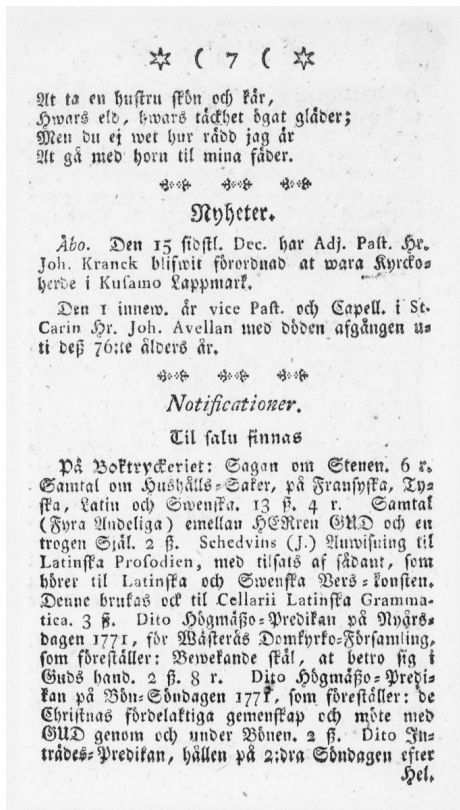 ☆ ( 7 ( ☆
At ta en hustru skön och kär,
Hwars eld, hwars täckhet ögat gläder;
Men du ej wet hur rädd jag är
At gå med horn til mina fäder.
Nyheter.
Åbo. Den 15 sidstl. Dec. har Adj. Past. Hr.
Joh. Kranck blifwit förordnad at wara Kyrcko-
herde i Kusamo Lappmark.
Den 1 innew. är vice Past. och Capell. i St.
Carin Hr. Joh. Avellan med döden afgången u-
ti deß 76:te ålders år.
Notificationer.
Til salu finnas
På Boktryckeriet: Sagan om Stenen. 6 r.
Samtal om Hushålls-Saker, på Fransyska, Ty-
ska, Latin och Swenska. 13 ß. 4 r. Samtal
(Fyra Andeliga) emellan HERren GUD och en
trogen Själ. 2 ß. Schedvins (J.) Anwisning til
Latinska Prosodien, med tilsats af sådant, som
hörer til Latinska och Swenska Vers-konsten.
Denne brukas ock til Cellarii Latinska Gramma-
tica. 3 ß. Dito Högmäßo-Predikan på Nyårs-
dagen 1771, för Wästerås Domkyrko-Församling,
som föreställer: Bewekande skäl, at betro sig i
Guds hand. 2 ß. 8 r. Dito Högmäßo-Predi-
kan på Bön-Söndagen 1771, som föreställer: de
Christnas fördelaktiga gemenskap och möte med
GUD genom och under Bönen. 2 ß. Dito In-
trädes-Predikan, hållen på 2:dra Söndagen efter
Hel.